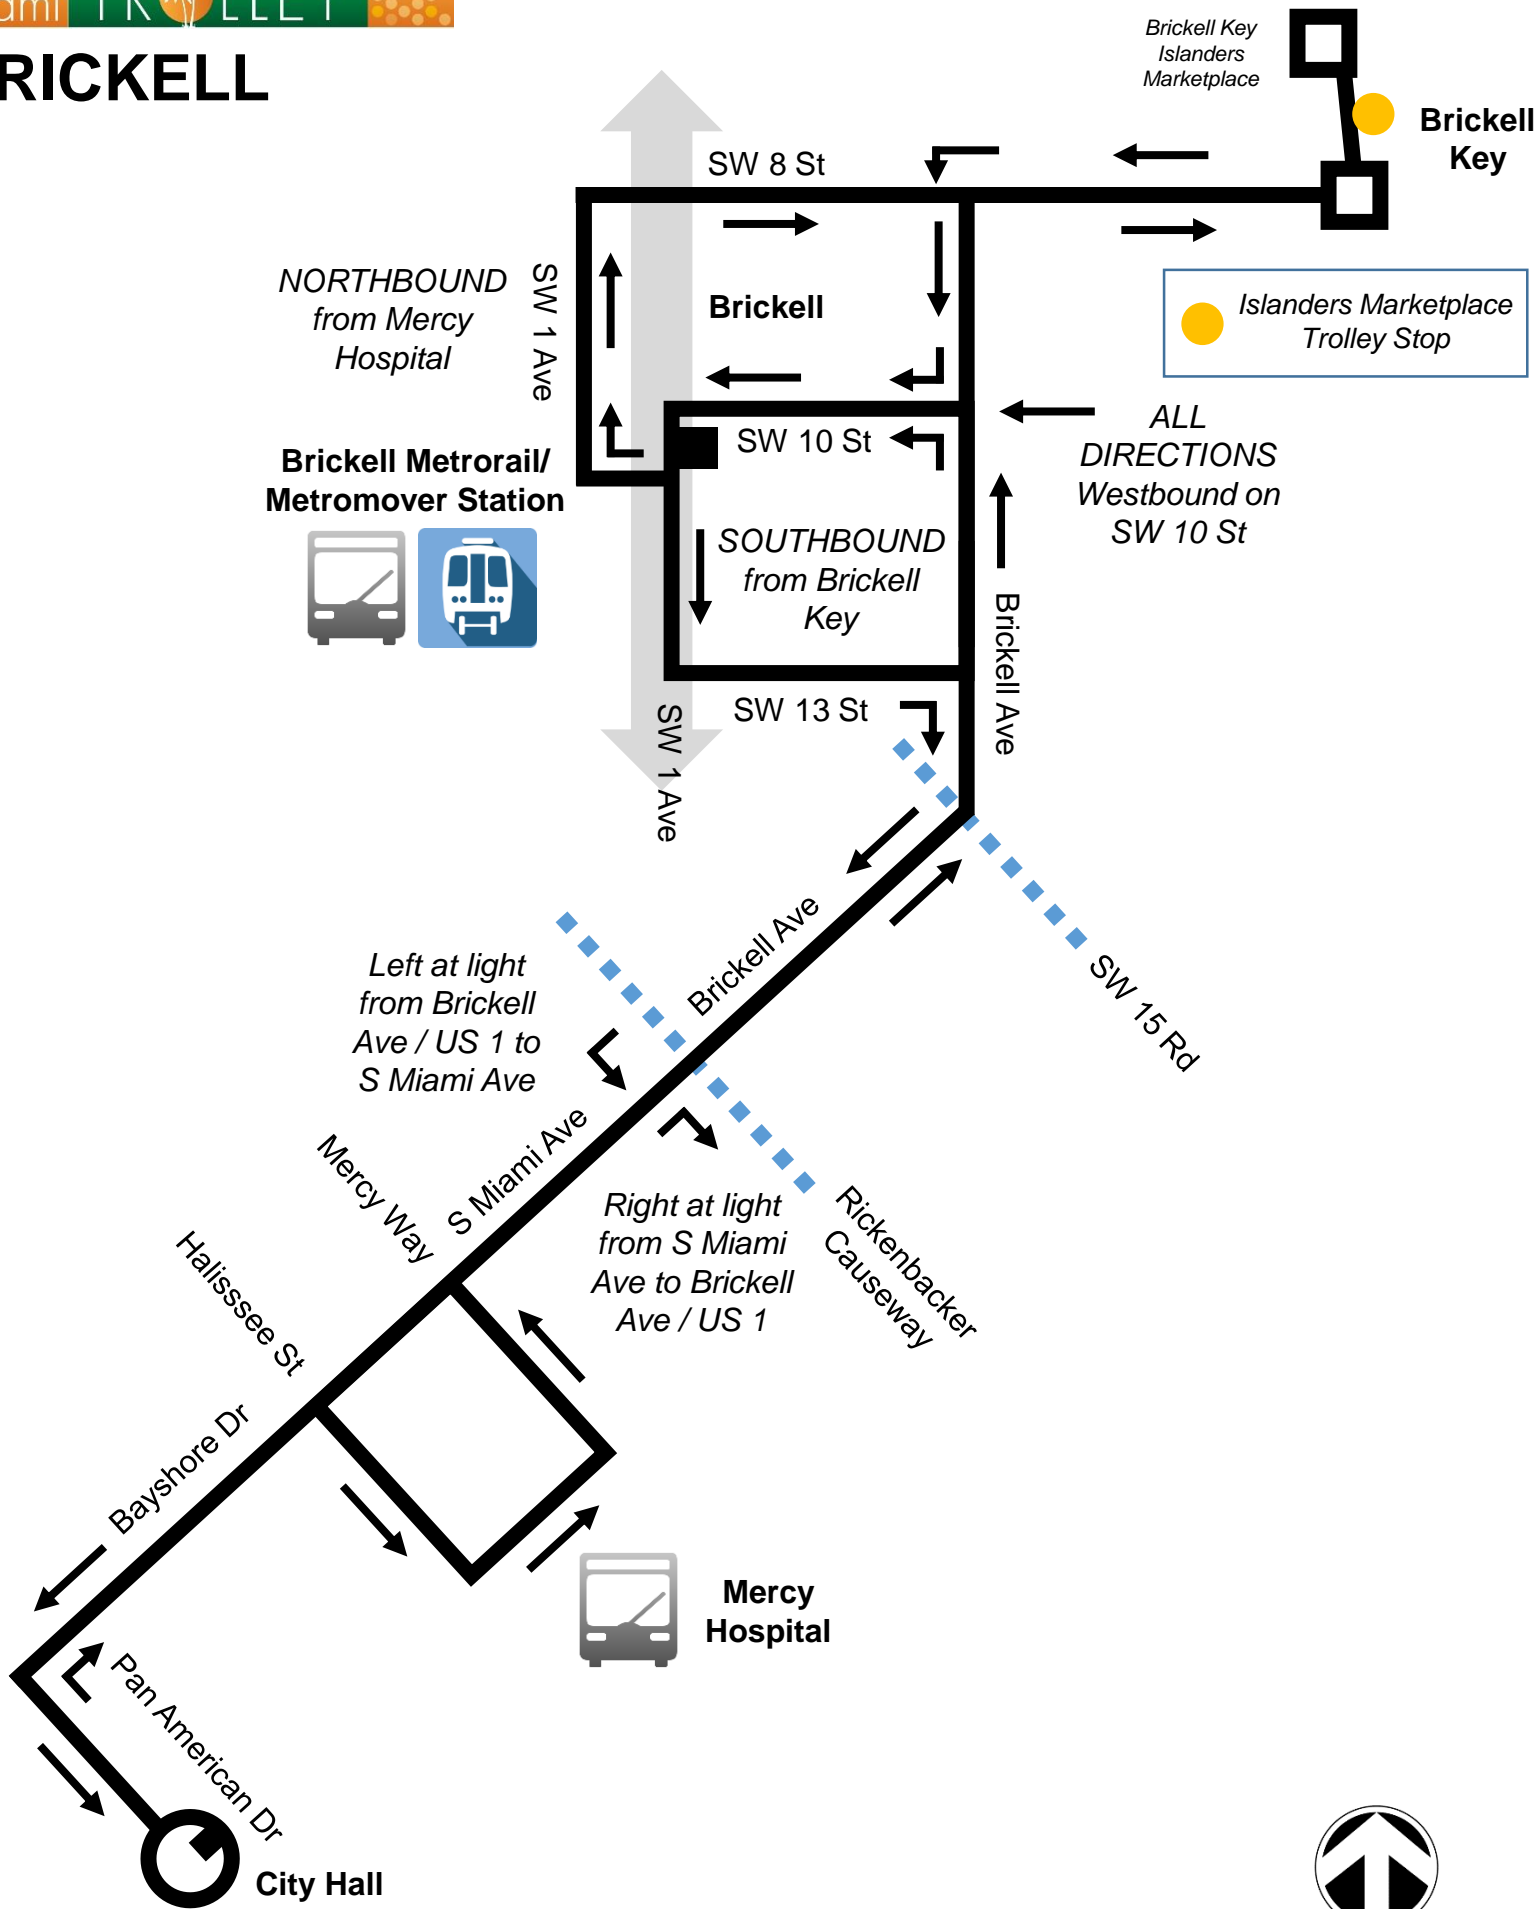 ami TROLLEY
RICKELL
Brickell Key
Islanders
Marketplace
Brickell
Key
SW 8 St
Islanders Marketplace
Trolley Stop
NORTHBOUND
from Mercy
Hospital
SW 1 Ave
Brickell
SW 10 St
ALL
DIRECTIONS
Westbound on
SW 10 St
Brickell Metrorail/
Metromover Station
SOUTHBOUND
from Brickell
Key
Brickell Ave
SW 13 St
SW 1 Ave
Brickell Ave
SW 15 Rd
Left at light
from Brickell
Ave / US 1 to
S Miami Ave
S Miami Ave
Mercy Way
Right at light
from S Miami
Ave to Brickell
Ave / US 1
Rickenbacker
Causeway
Halisssee St
Bayshore Dr
Mercy
Hospital
Pan American Dr
City Hall